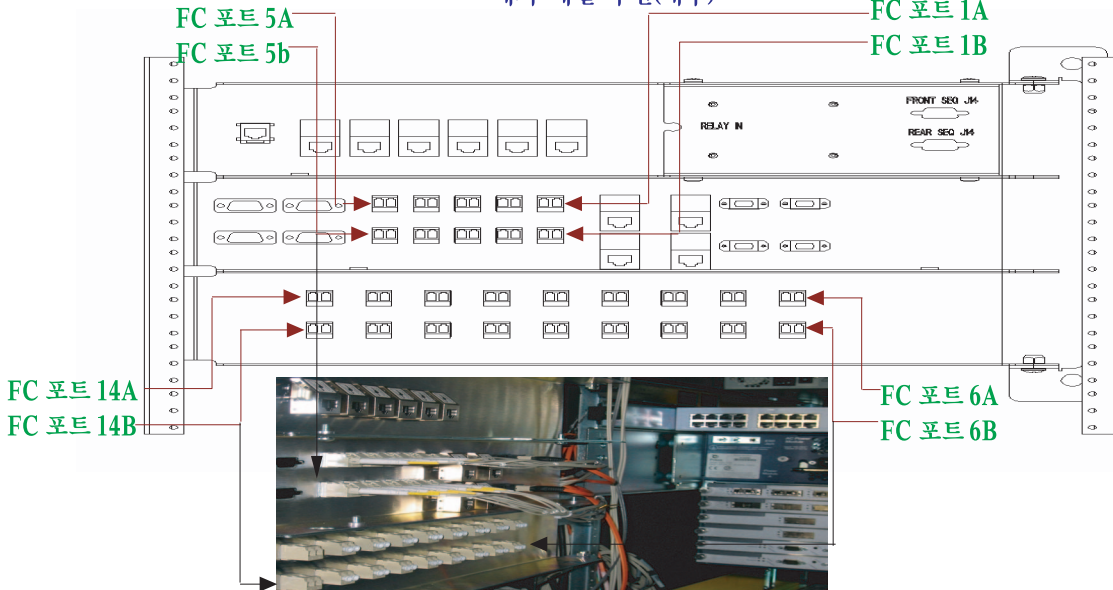 FC 포트 5A
FC 포트 1A
FC 포트 5b
FC 포트 1B
FRONT SEQ J14
RELAY IN
REAR SEQ J14
FC 포트 14A
FC 포트 6A
FC 포트 14B
FC 포트 6B